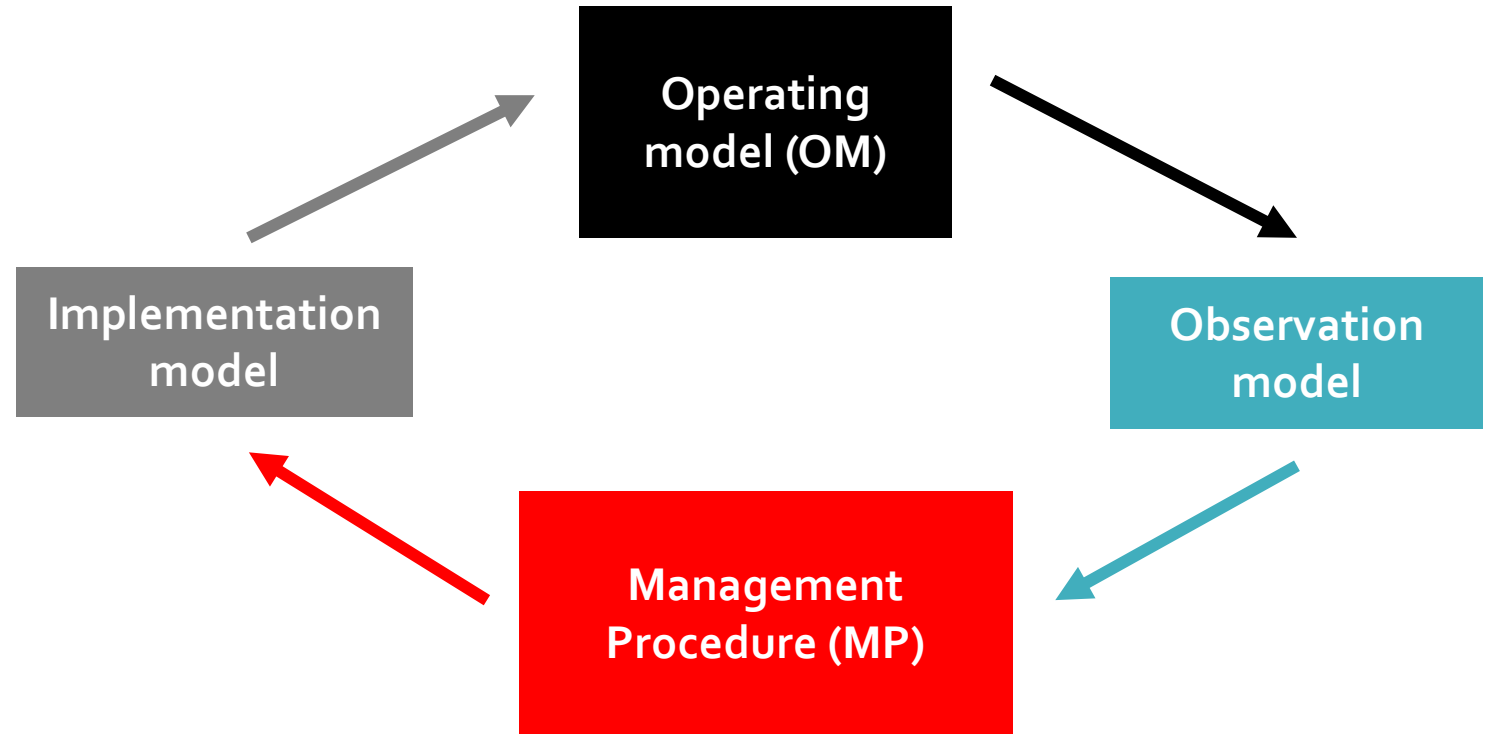 Operating
model (OM)
Implementation
model
Observation
model
Management
Procedure (MP)